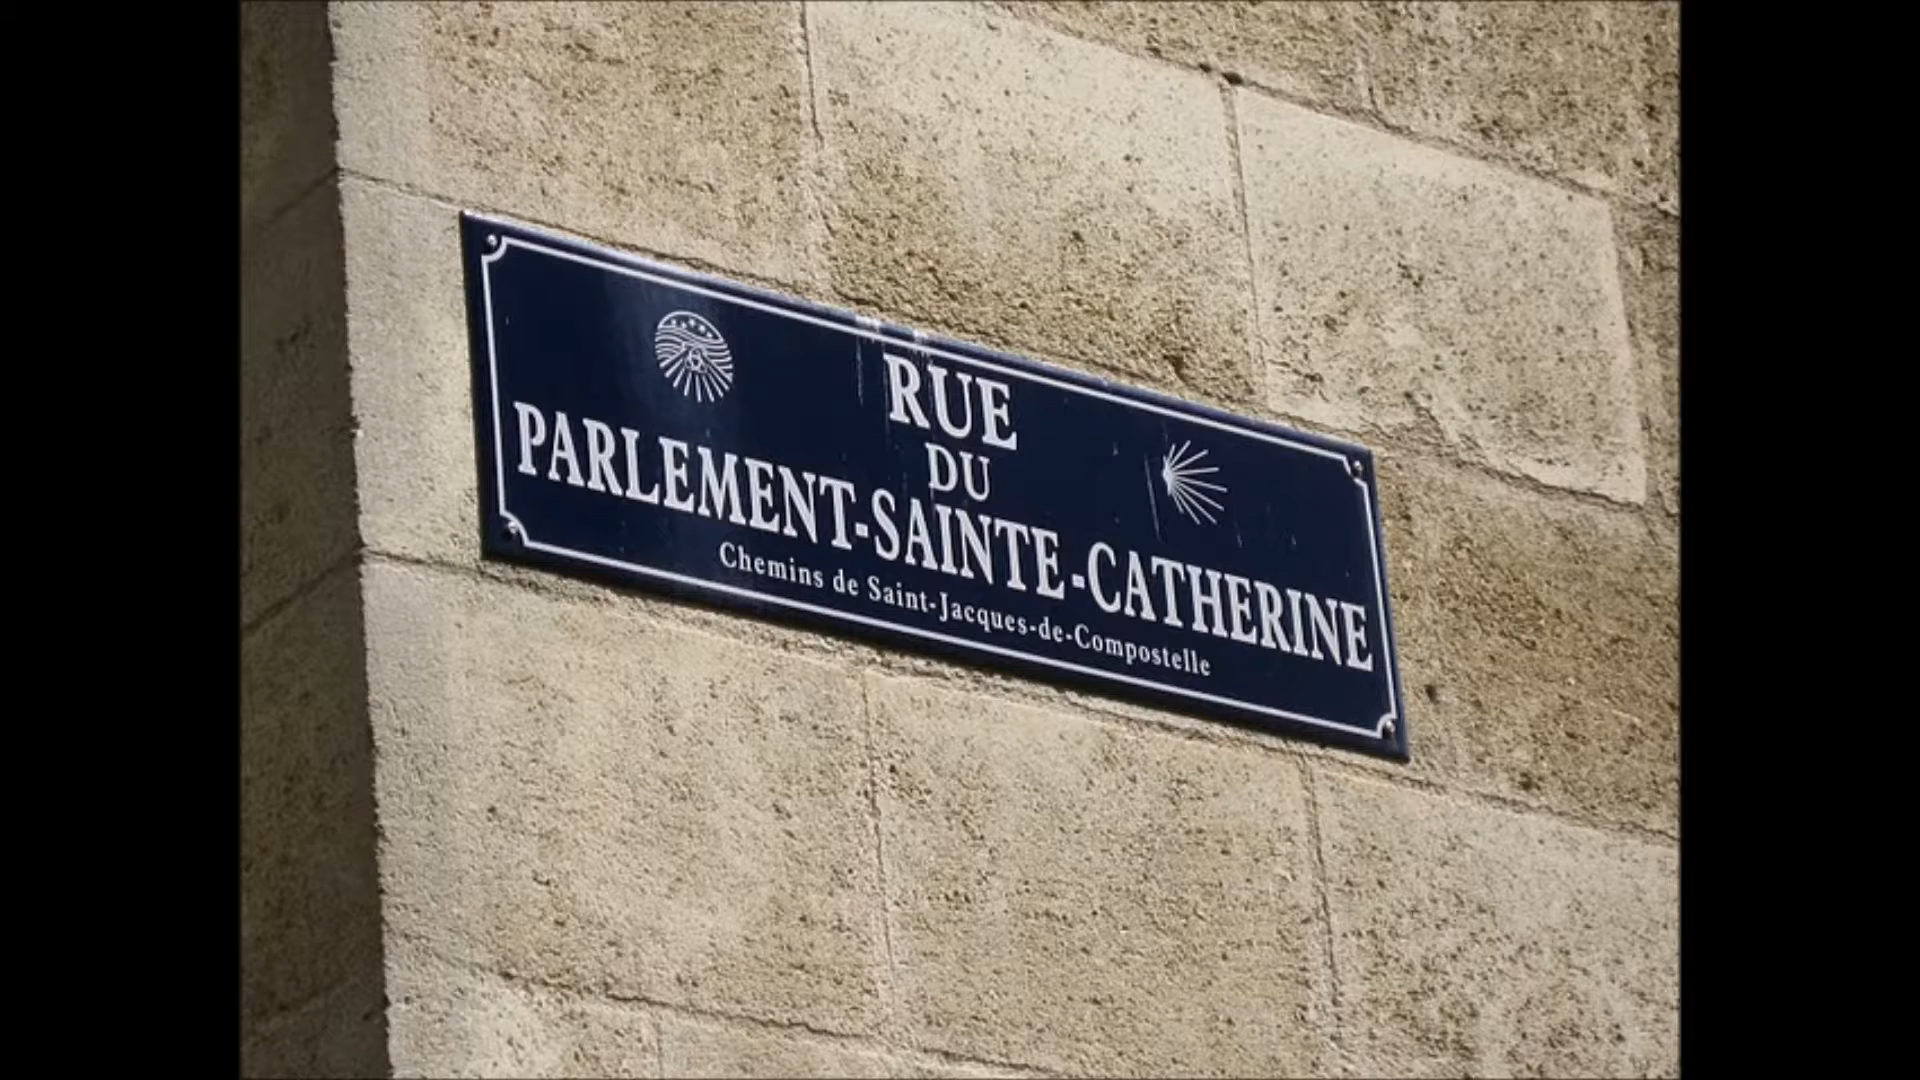 RUE
DU
PARLEMENT-SAINTE-CATHERINE
Chemins de Saint-Jacques-de-Compostelle